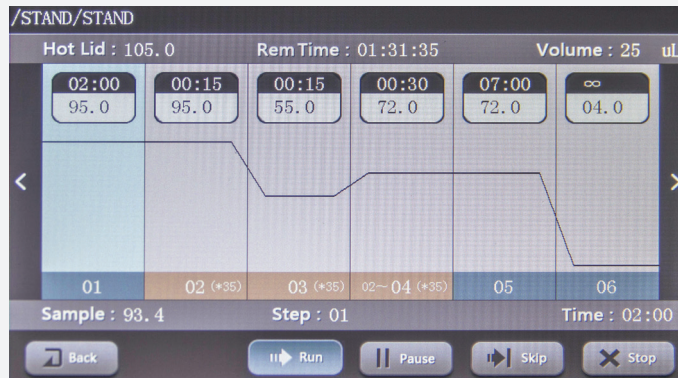 /STAND/STAND
Hot Lid : 105.0 Rem Time : 01:31:35 Volume : 25 uL
02:00 00:15 00:15 00:30 07:00 ∞
95.0 95.0 55.0 72.0 72.0 04.0
01 02 (*35) 03 (*35) 02~04 (*35) 05 06
Sample : 93.4 Step : 01 Time : 02:00
Back Run Pause Skip Stop